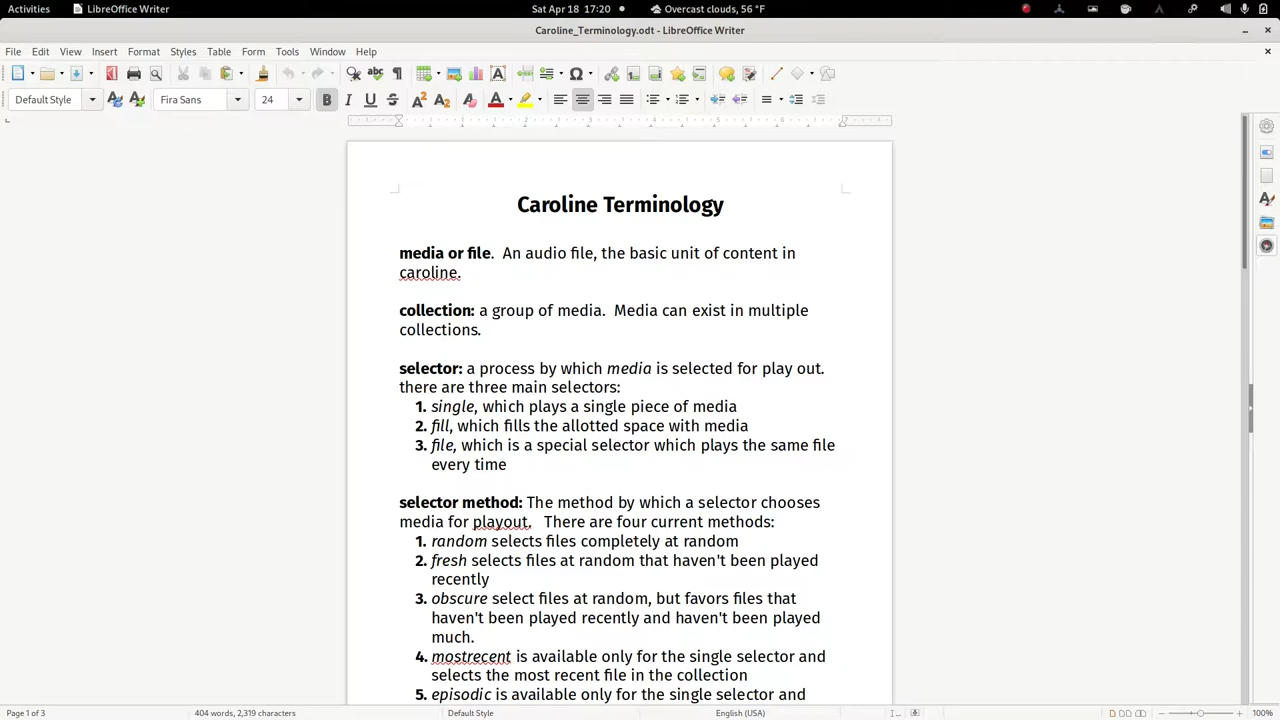 Activities LibreOffice Writer Sat Apr 18 17:20 Overcast clouds, 56 °F
Caroline_Terminology.odt - LibreOffice Writer
File Edit View Insert Format Styles Table Form Tools Window Help
Default Style Fira Sans 24
1 2 3 4 5 6 7
Caroline Terminology
media or file. An audio file, the basic unit of content in
caroline.
collection: a group of media. Media can exist in multiple
collections.
selector: a process by which media is selected for play out.
there are three main selectors:
1. single, which plays a single piece of media
2. fill, which fills the allotted space with media
3. file, which is a special selector which plays the same file
every time
selector method: The method by which a selector chooses
media for playout. There are four current methods:
1. random selects files completely at random
2. fresh selects files at random that haven't been played
recently
3. obscure select files at random, but favors files that
haven't been played recently and haven't been played
much.
4. mostrecent is available only for the single selector and
selects the most recent file in the collection
5. episodic is available only for the single selector and
Page 1 of 3 404 words, 2,319 characters Default Style English (USA) 100%